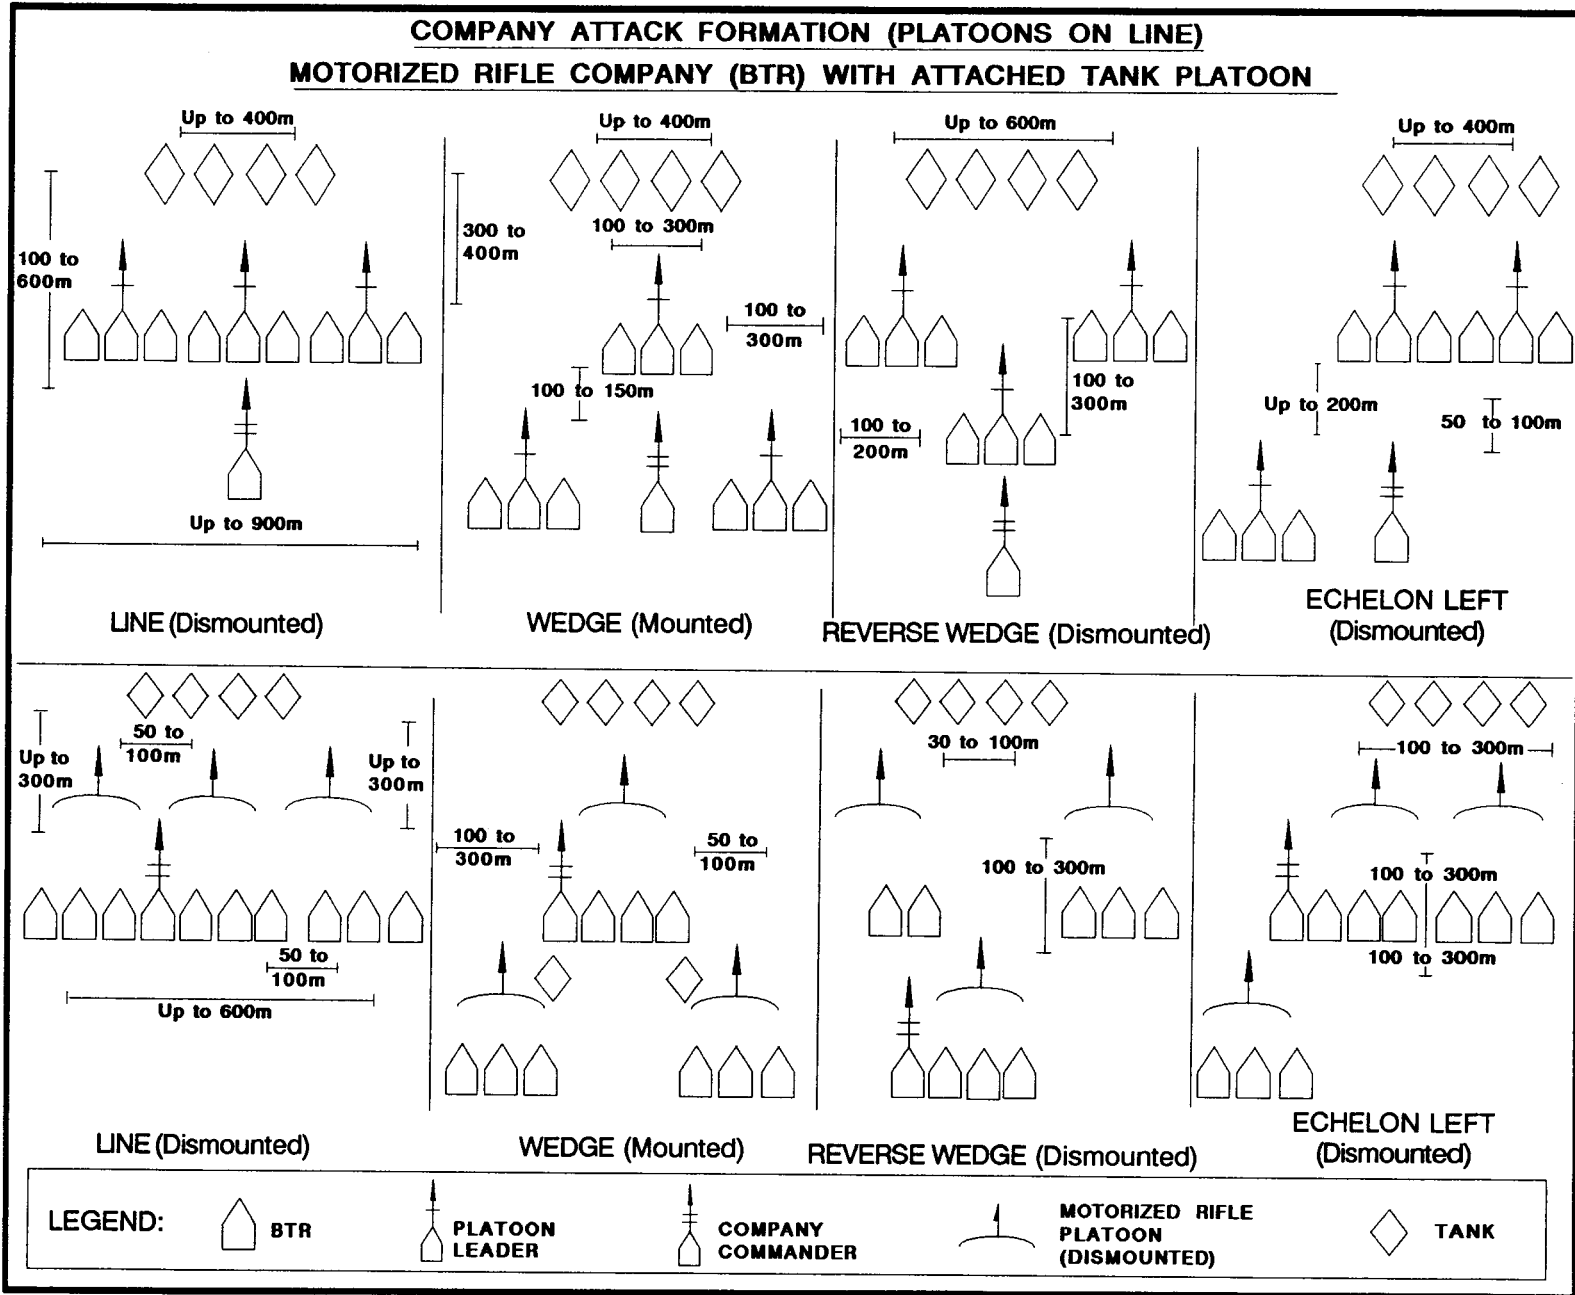 COMPANY ATTACK FORMATION (PLATOONS ON LINE)
MOTORIZED RIFLE COMPANY (BTR) WITH ATTACHED TANK PLATOON
Up to 400m
100 to
600m
Up to 900m
LINE (Dismounted)
Up to 400m
300 to
400m
100 to 300m
100 to
300m
100 to 150m
WEDGE (Mounted)
Up to 600m
100 to
300m
100 to
200m
REVERSE WEDGE (Dismounted)
Up to 400m
Up to 200m
50 to 100m
ECHELON LEFT
(Dismounted)
50 to
100m
Up to
300m
Up to
300m
50 to
100m
Up to 600m
LINE (Dismounted)
100 to
300m
50 to
100m
WEDGE (Mounted)
30 to 100m
100 to 300m
REVERSE WEDGE (Dismounted)
100 to 300m
100 to 300m
100 to 300m
ECHELON LEFT
(Dismounted)
LEGEND:
BTR
PLATOON
LEADER
COMPANY
COMMANDER
MOTORIZED RIFLE
PLATOON
(DISMOUNTED)
TANK